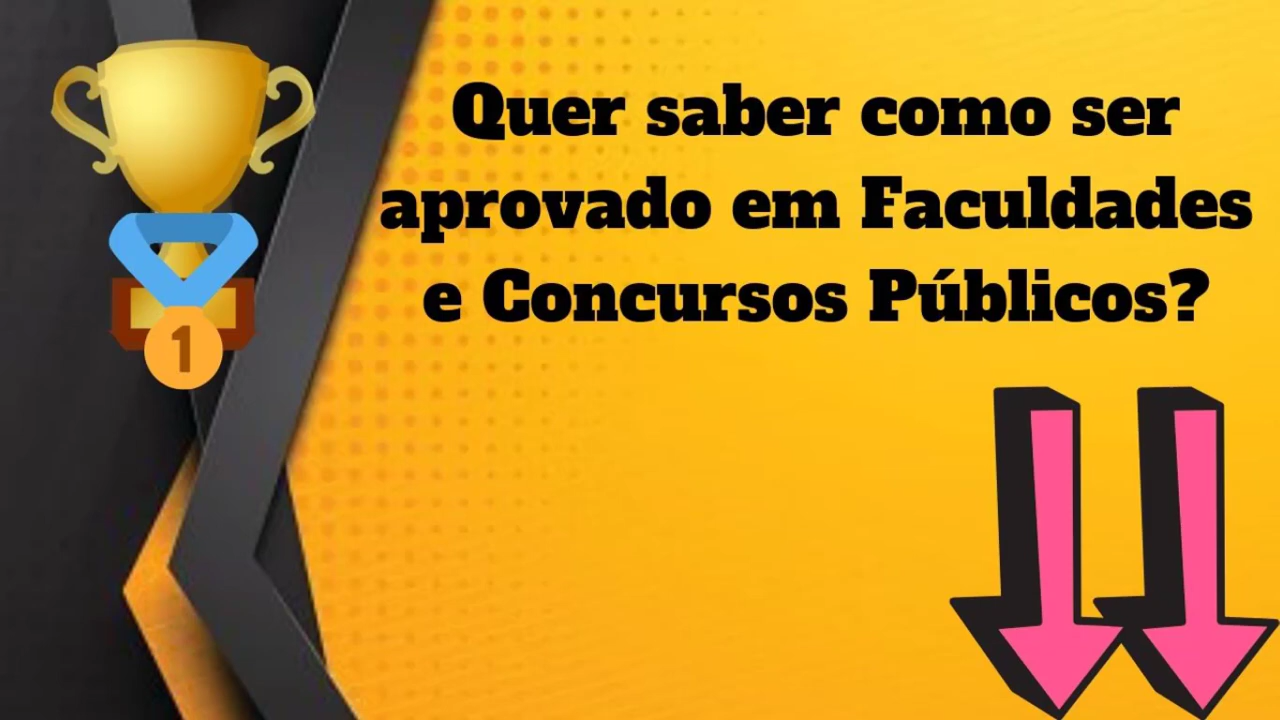 Quer saber como ser
aprovado em Faculdades
e Concursos Públicos?
1